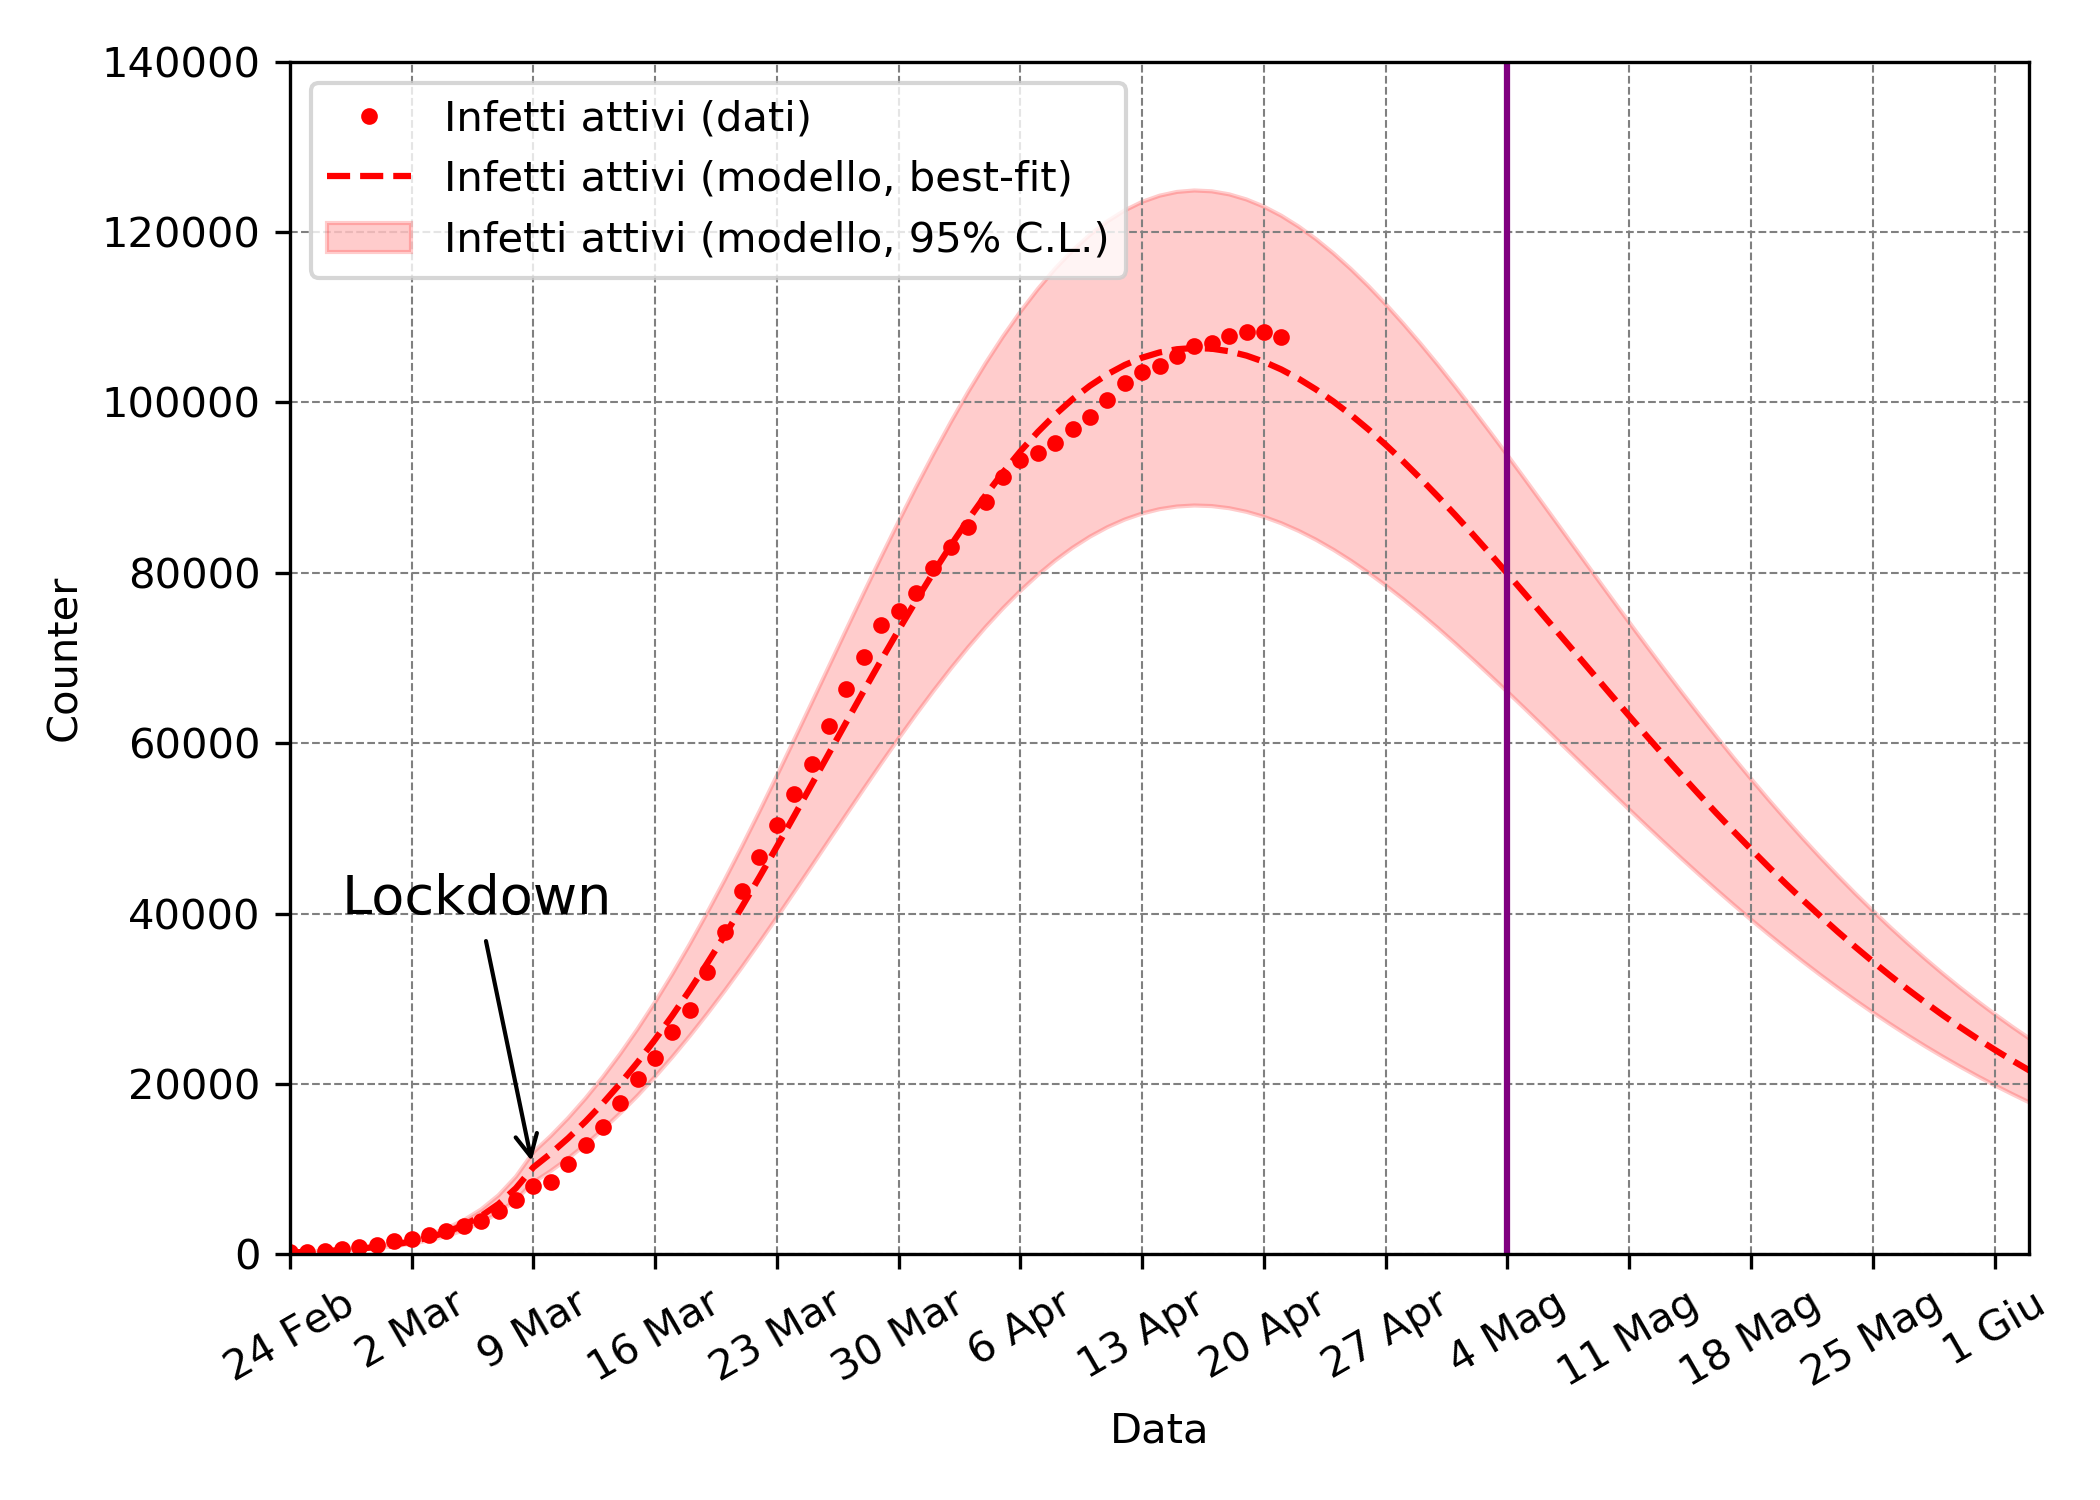 140000
120000
100000
80000
60000
40000
20000
0
Counter
Infetti attivi (dati)
Infetti attivi (modello, best-fit)
Infetti attivi (modello, 95% C.L.)
Lockdown
24 Feb
2 Mar
9 Mar
16 Mar
23 Mar
30 Mar
6 Apr
13 Apr
20 Apr
27 Apr
4 Mag
11 Mag
18 Mag
25 Mag
1 Giu
Data